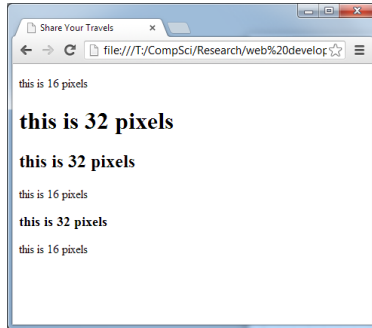 Share Your Travels
file:///T:/CompSci/Research/web%20develop
this is 16 pixels
this is 32 pixels
this is 32 pixels
this is 16 pixels
this is 32 pixels
this is 16 pixels